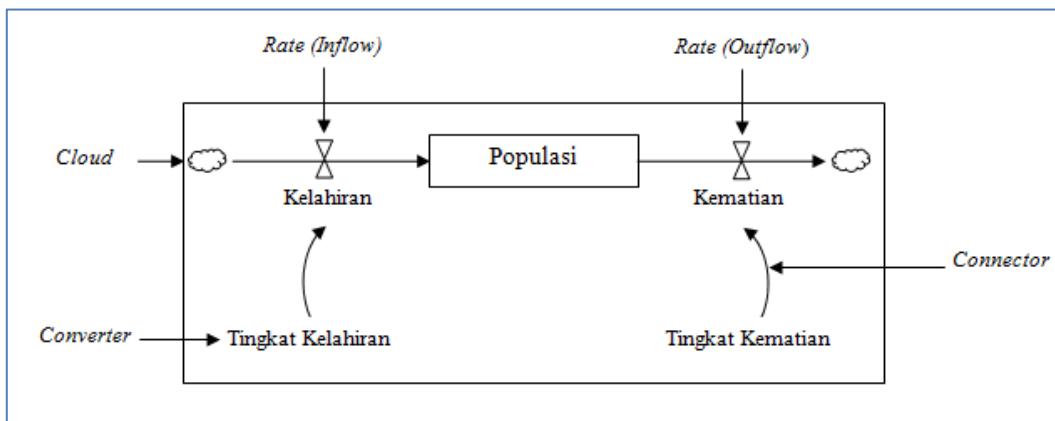 Rate (Inflow)
Rate (Outflow)
Cloud
Populasi
Kelahiran
Kematian
Connector
Converter
Tingkat Kelahiran
Tingkat Kematian